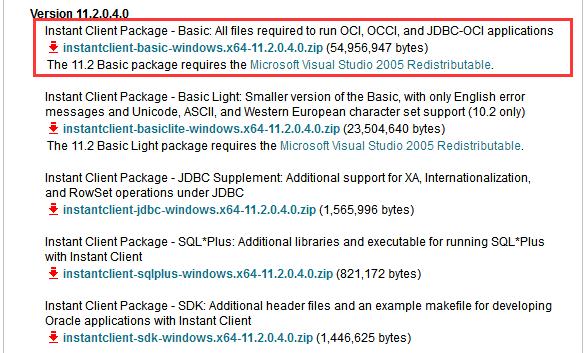 Version 11.2.0.4.0
Instant Client Package - Basic: All files required to run OCI, OCCI, and JDBC-OCI applications
instantclient-basic-windows.x64-11.2.0.4.0.zip (54,956,947 bytes)
The 11.2 Basic package requires the Microsoft Visual Studio 2005 Redistributable.
Instant Client Package - Basic Light: Smaller version of the Basic, with only English error
messages and Unicode, ASCII, and Western European character set support (10.2 only)
instantclient-basiclite-windows.x64-11.2.0.4.0.zip (23,504,640 bytes)
The 11.2 Basic Light package requires the Microsoft Visual Studio 2005 Redistributable.
Instant Client Package - JDBC Supplement: Additional support for XA, Internationalization,
and RowSet operations under JDBC
instantclient-jdbc-windows.x64-11.2.0.4.0.zip (1,565,996 bytes)
Instant Client Package - SQL*Plus: Additional libraries and executable for running SQL*Plus
with Instant Client
instantclient-sqlplus-windows.x64-11.2.0.4.0.zip (821,172 bytes)
Instant Client Package - SDK: Additional header files and an example makefile for developing
Oracle applications with Instant Client
instantclient-sdk-windows.x64-11.2.0.4.0.zip (1,446,625 bytes)